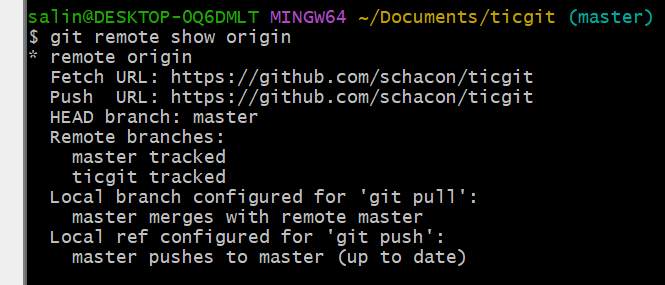 salin@DESKTOP-OQ6DMLT MINGW64 ~/Documents/ticgit (master)
$ git remote show origin
* remote origin
  Fetch URL: https://github.com/schacon/ticgit
  Push  URL: https://github.com/schacon/ticgit
  HEAD branch: master
  Remote branches:
    master tracked
    ticgit tracked
  Local branch configured for 'git pull':
    master merges with remote master
  Local ref configured for 'git push':
    master pushes to master (up to date)